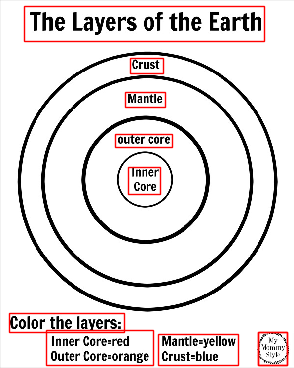 The Layers of the Earth
Crust
Mantle
outer core
Inner
Core
Color the layers:
Inner Core=red
Outer Core=orange
Mantle=yellow
Crust=blue
My
Mommy
Style